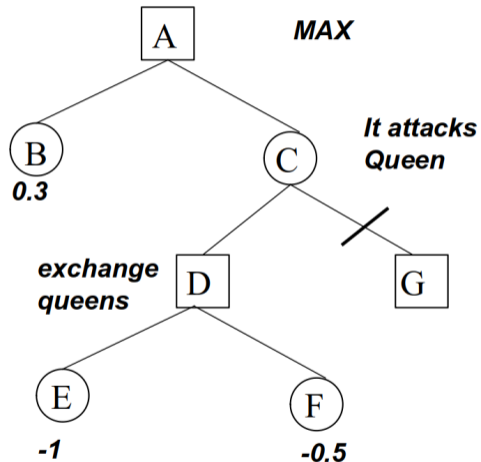 A
MAX
B
0.3
C
It attacks
Queen
exchange
queens
D
G
E
-1
F
-0.5